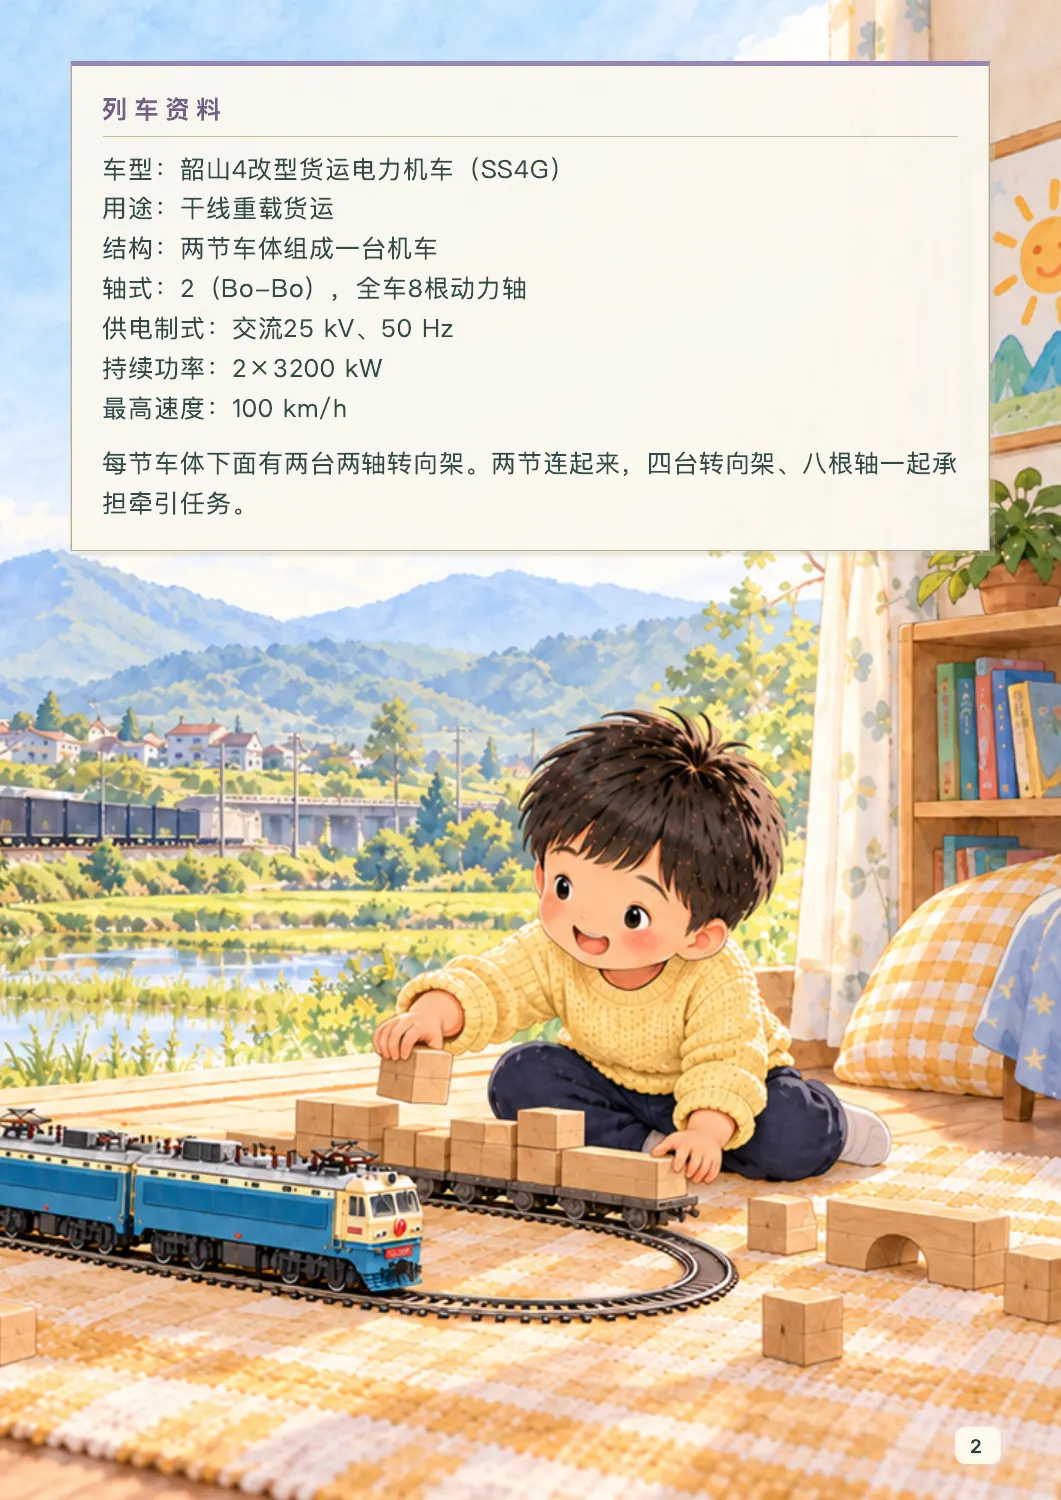 列车资料
车型：韶山4改型货运电力机车（SS4G）
用途：干线重载货运
结构：两节车体组成一台机车
轴式：2（Bo–Bo），全车8根动力轴
供电制式：交流25 kV、50 Hz
持续功率：2×3200 kW
最高速度：100 km/h
每节车体下面有两台两轴转向架。两节连起来，四台转向架、八根轴一起承
担牵引任务。
2